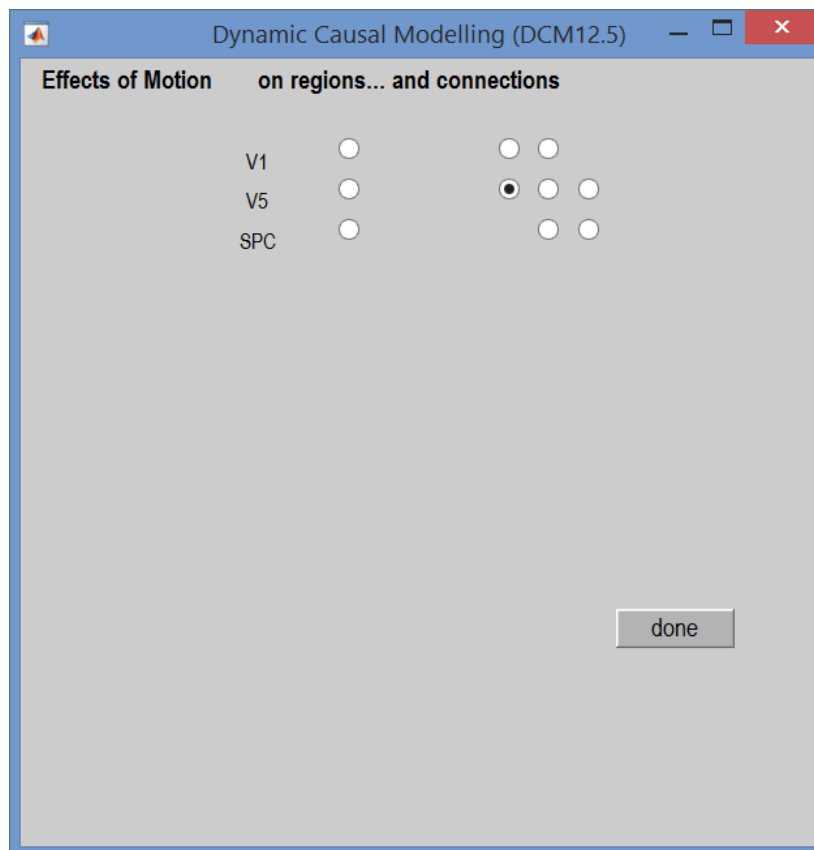 Dynamic Causal Modelling (DCM12.5)
Effects of Motion on regions... and connections
V1
V5
SPC
done